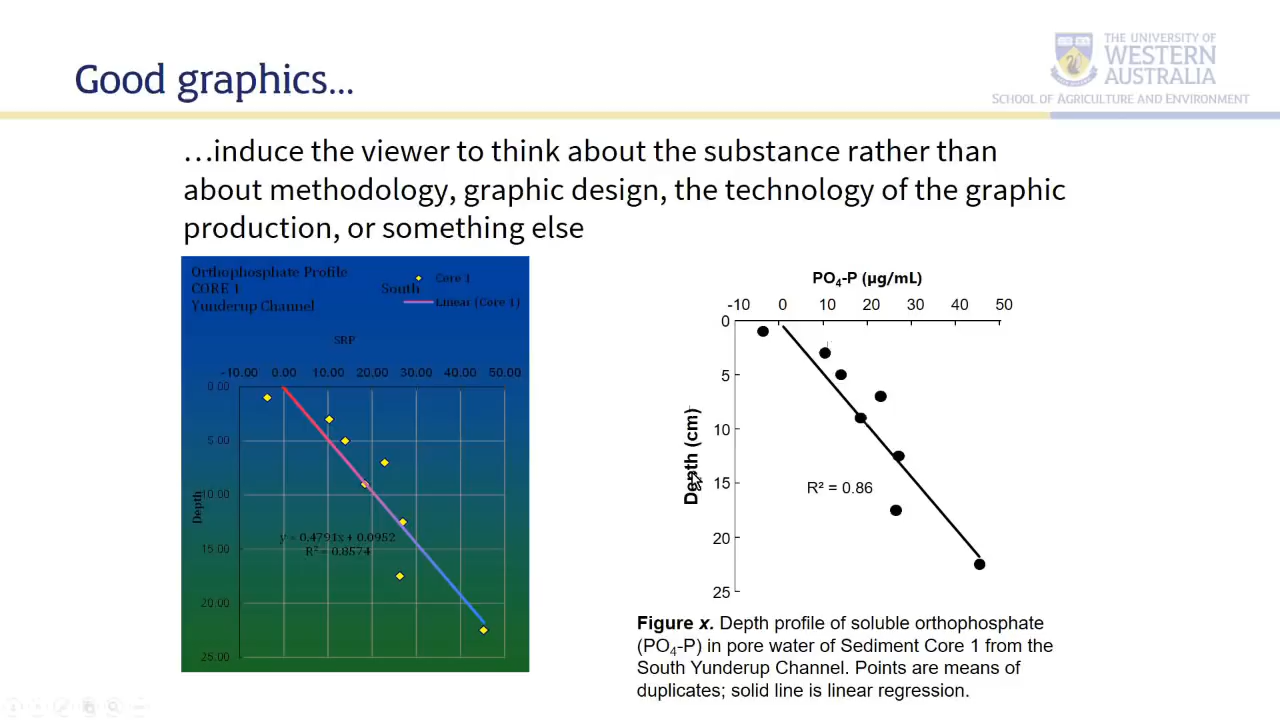 Good graphics...
THE UNIVERSITY OF
WESTERN
AUSTRALIA
SCHOOL OF AGRICULTURE AND ENVIRONMENT
...induce the viewer to think about the substance rather than
about methodology, graphic design, the technology of the graphic
production, or something else
Orthophosphate Profile
CORE 1 South
Yunderup Channel
Core 1
Linear (Core 1)
SRP
-10.00 0.00 10.00 20.00 30.00 40.00 50.00
0.00
5.00
10.00
15.00
20.00
25.00
Depth
y = 0.4791x + 0.0952
R² = 0.8574
PO₄-P (µg/mL)
-10 0 10 20 30 40 50
0
5
10
15
20
25
Depth (cm)
R² = 0.86
Figure x. Depth profile of soluble orthophosphate
(PO₄-P) in pore water of Sediment Core 1 from the
South Yunderup Channel. Points are means of
duplicates; solid line is linear regression.